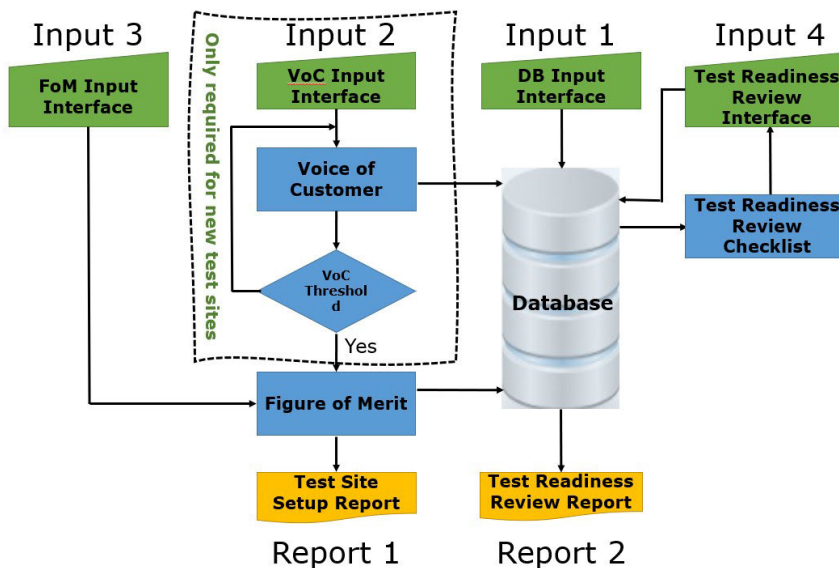 Input 3
Input 2
Input 1
Input 4
FoM Input
Interface
Only required for new test sites
VoC Input
Interface
DB Input
Interface
Test Readiness
Review
Interface
Voice of
Customer
Test Readiness
Review
Checklist
VoC
Threshol
d
Database
Yes
Figure of Merit
Test Site
Setup Report
Test Readiness
Review Report
Report 1
Report 2